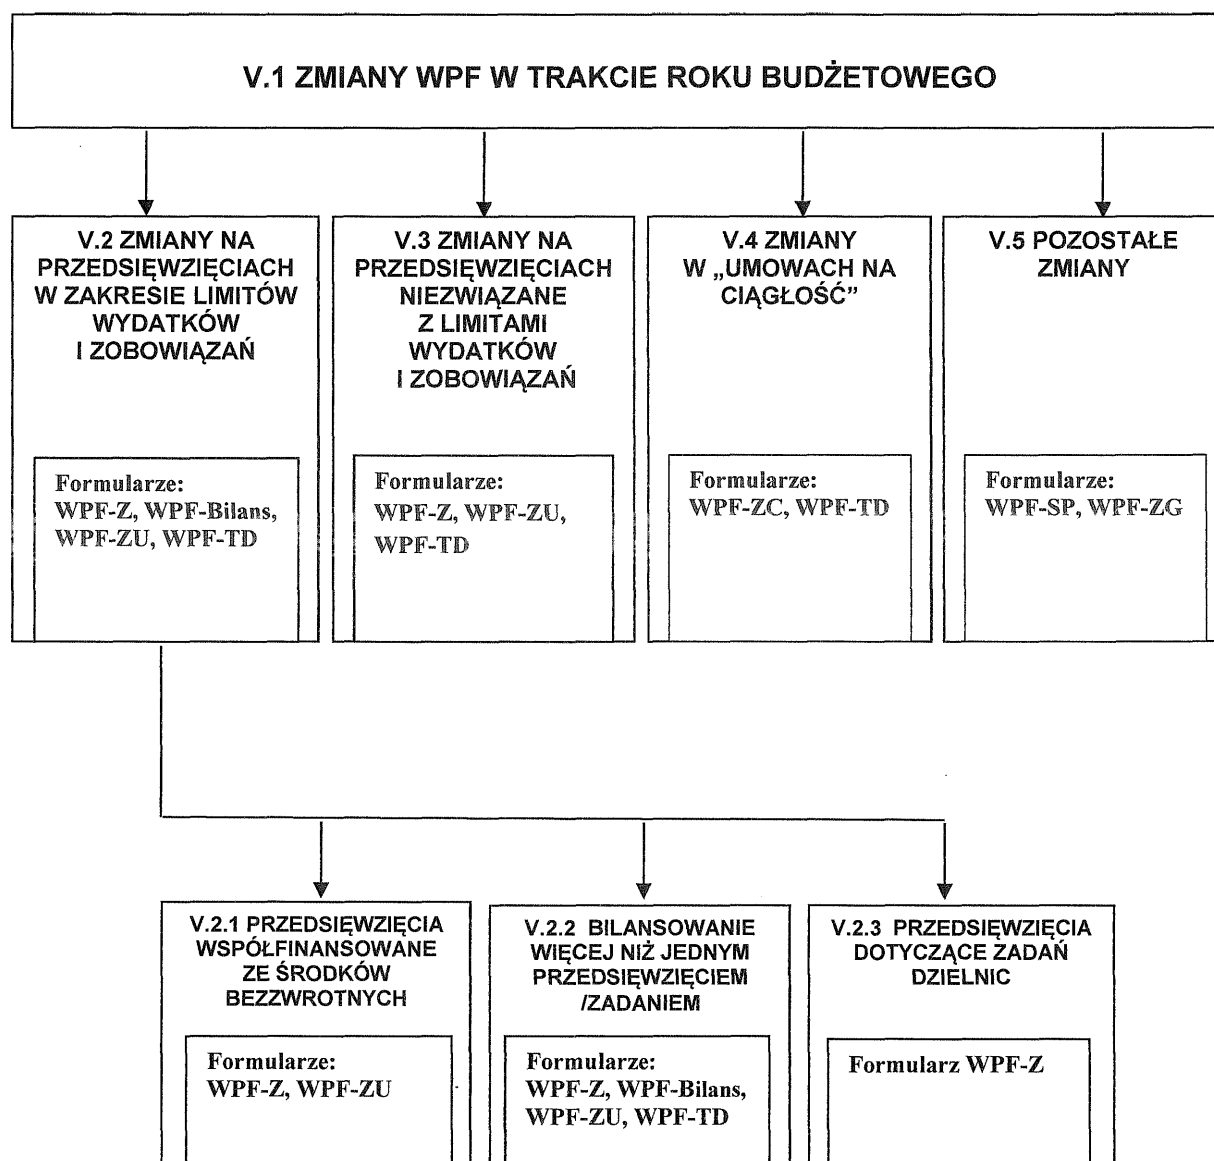 V.1 ZMIANY WPF W TRAKCIE ROKU BUDŻETOWEGO
V.2 ZMIANY NA
PRZEDSIĘWZIĘCIACH
W ZAKRESIE LIMITÓW
WYDATKÓW
I ZOBOWIĄZAŃ
Formularze:
WPF-Z, WPF-Bilans,
WPF-ZU, WPF-TD
V.3 ZMIANY NA
PRZEDSIĘWZIĘCIACH
NIEZWIĄZANE
Z LIMITAMI
WYDATKÓW
I ZOBOWIĄZAŃ
Formularze:
WPF-Z, WPF-ZU,
WPF-TD
V.4 ZMIANY
W „UMOWACH NA
CIĄGŁOŚĆ”
Formularze:
WPF-ZC, WPF-TD
V.5 POZOSTAŁE
ZMIANY
Formularze:
WPF-SP, WPF-ZG
V.2.1 PRZEDSIĘWZIĘCIA
WSPÓŁFINANSOWANE
ZE ŚRODKÓW
BEZZWROTNYCH
Formularze:
WPF-Z, WPF-ZU
V.2.2 BILANSOWANIE
WIĘCEJ NIŻ JEDNYM
PRZEDSIĘWZIĘCIEM
/ZADANIEM
Formularze:
WPF-Z, WPF-Bilans,
WPF-ZU, WPF-TD
V.2.3 PRZEDSIĘWZIĘCIA
DOTYCZĄCE ZADAŃ
DZIELNIC
Formularz WPF-Z